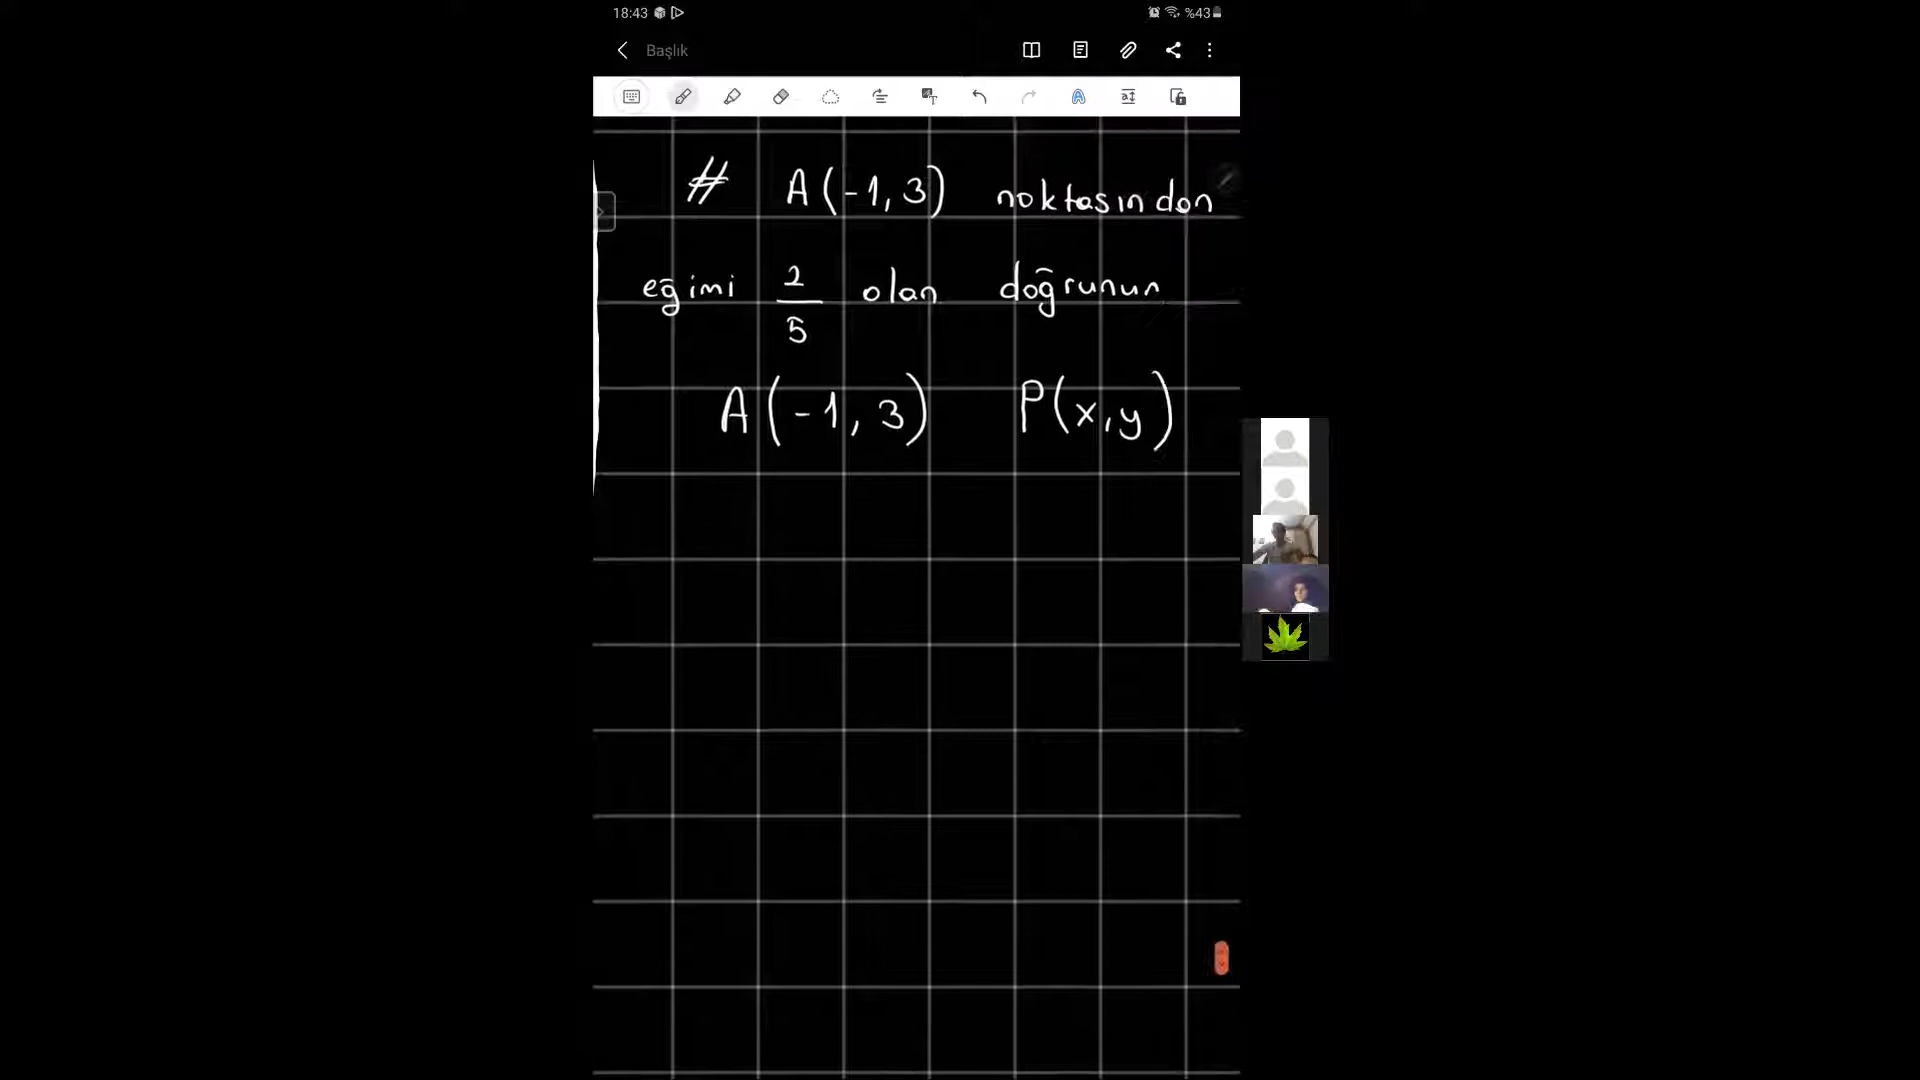 18:43 %43
Başlık
# A(-1,3) noktasından
eğimi 2/5 olan doğrunun
A(-1,3) P(x,y)